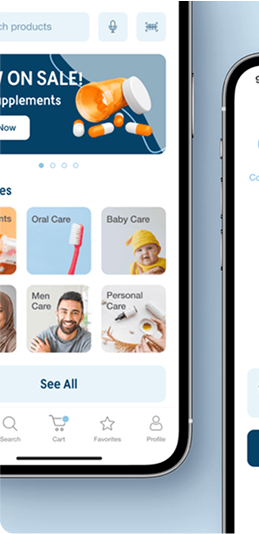 ch products
ON SALE!
upplements
Now
es
nts
Oral Care
Baby Care
Men
Care
Personal
Care
See All
Search
Cart
Favorites
Profile
9
Co